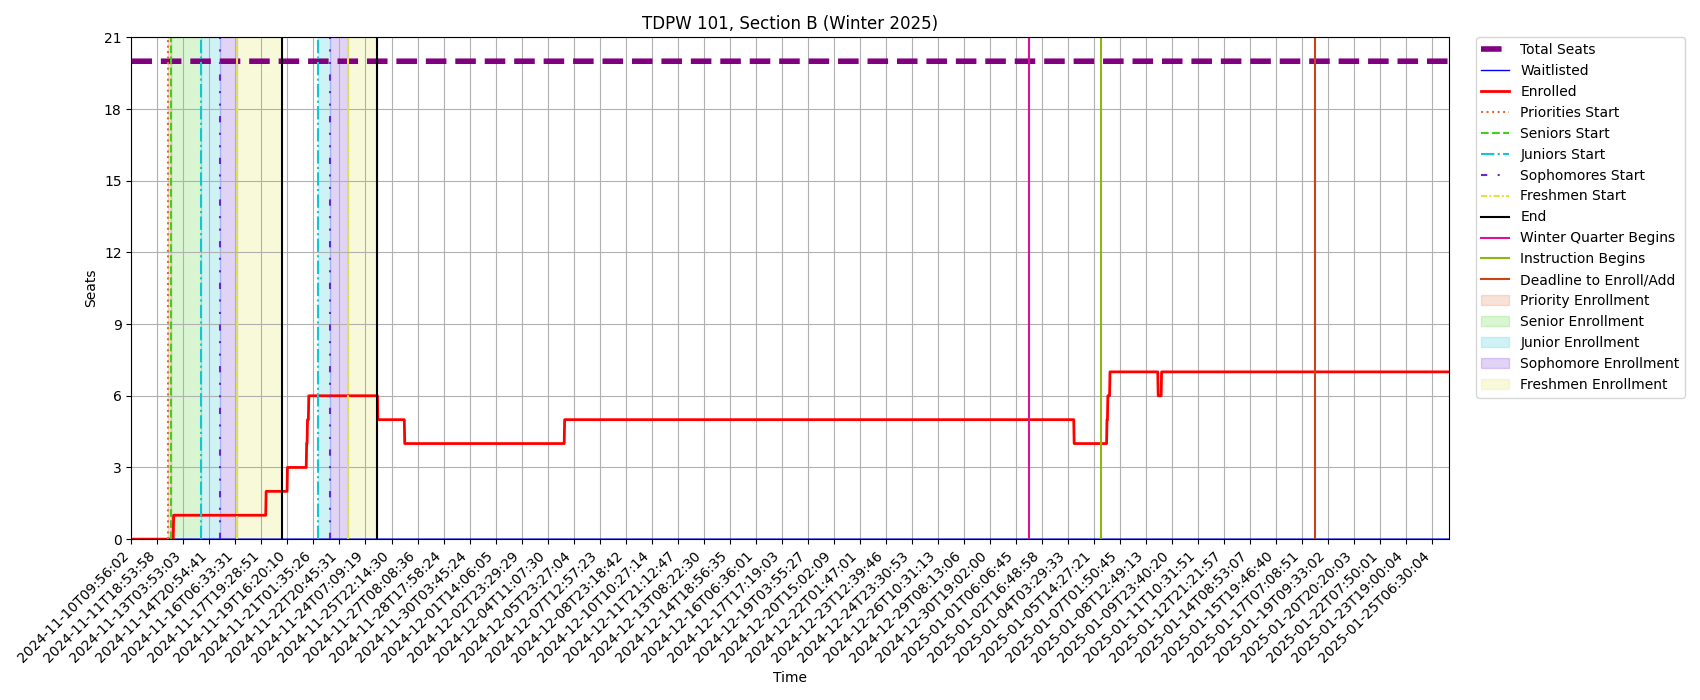 TDPW 101, Section B (Winter 2025)
Seats
21
18
15
12
9
6
3
0
2024-11-10T09:56:02
2024-11-11T18:53:58
2024-11-13T03:53:03
2024-11-14T20:54:41
2024-11-16T06:33:31
2024-11-17T19:28:51
2024-11-19T16:20:10
2024-11-21T01:35:26
2024-11-22T20:45:31
2024-11-24T07:09:19
2024-11-25T22:14:30
2024-11-27T08:08:36
2024-11-28T17:58:24
2024-11-30T03:45:24
2024-12-01T14:06:05
2024-12-02T23:29:29
2024-12-04T11:07:30
2024-12-05T23:27:04
2024-12-07T12:57:23
2024-12-08T23:18:42
2024-12-10T10:27:14
2024-12-11T21:12:47
2024-12-13T08:22:30
2024-12-14T18:56:35
2024-12-16T06:36:01
2024-12-17T17:19:03
2024-12-19T03:55:27
2024-12-20T15:02:09
2024-12-22T01:47:01
2024-12-23T12:39:46
2024-12-24T23:30:53
2024-12-26T10:31:13
2024-12-29T08:13:06
2024-12-30T19:02:00
2025-01-01T06:06:45
2025-01-02T16:48:58
2025-01-04T03:29:33
2025-01-05T14:27:21
2025-01-07T01:50:45
2025-01-08T12:49:13
2025-01-09T23:40:20
2025-01-11T10:31:51
2025-01-12T21:21:57
2025-01-14T08:53:07
2025-01-15T19:46:40
2025-01-17T07:08:51
2025-01-19T09:33:02
2025-01-20T20:20:03
2025-01-22T07:50:01
2025-01-23T19:00:04
2025-01-25T06:30:04
Time
Total Seats
Waitlisted
Enrolled
Priorities Start
Seniors Start
Juniors Start
Sophomores Start
Freshmen Start
End
Winter Quarter Begins
Instruction Begins
Deadline to Enroll/Add
Priority Enrollment
Senior Enrollment
Junior Enrollment
Sophomore Enrollment
Freshmen Enrollment